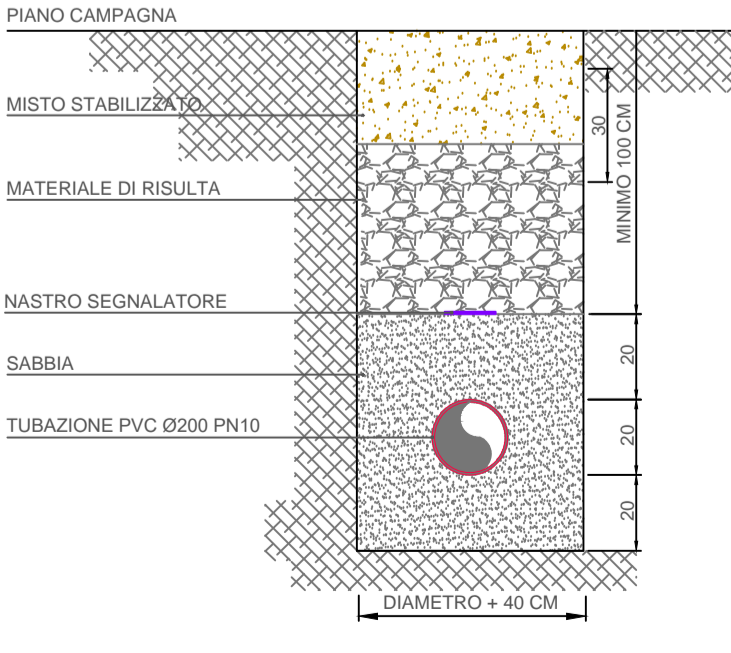 PIANO CAMPAGNA
MISTO STABILIZZATO
30
MINIMO 100 CM
MATERIALE DI RISULTA
NASTRO SEGNALATORE
20
SABBIA
20
TUBAZIONE PVC Ø200 PN10
20
DIAMETRO + 40 CM